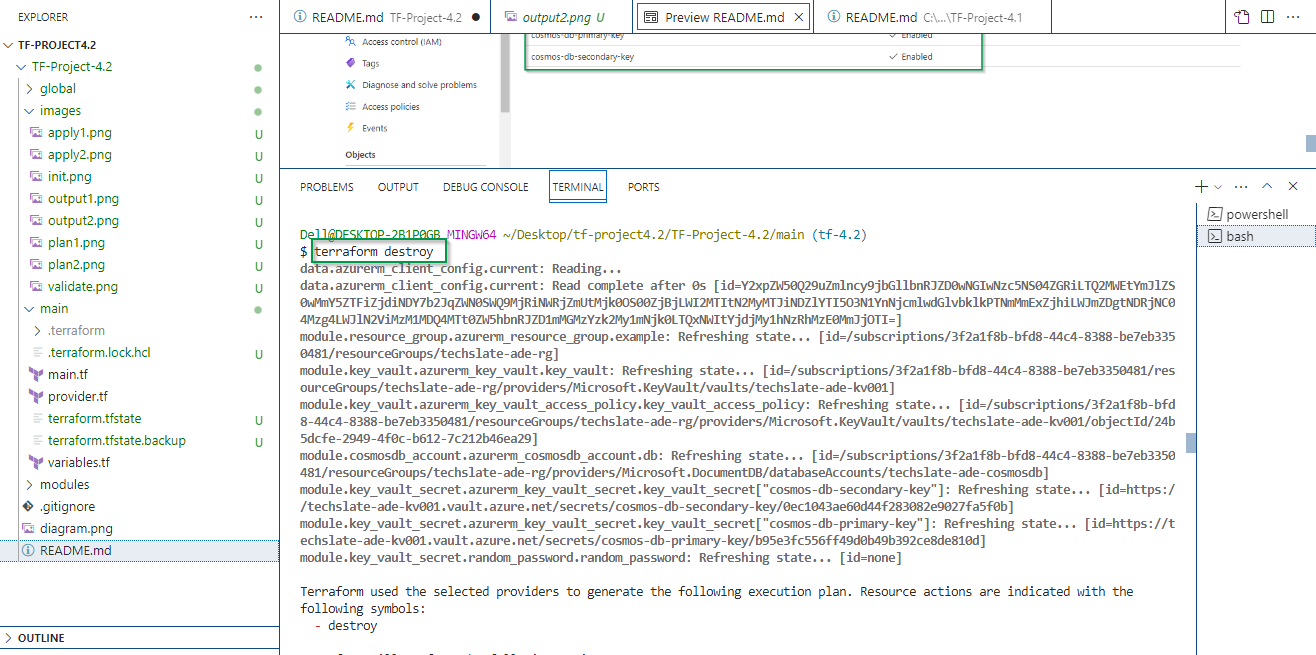 EXPLORER
TF-PROJECT4.2
TF-Project-4.2
global
images
apply1.png U
apply2.png U
init.png U
output1.png U
output2.png U
plan1.png U
plan2.png U
validate.png U
main
.terraform
.terraform.lock.hcl U
main.tf
provider.tf
terraform.tfstate U
terraform.tfstate.backup U
variables.tf
modules
.gitignore
diagram.png
README.md
OUTLINE
README.md TF-Project-4.2
output2.png U
Preview README.md
README.md C:\...\TF-Project-4.1
Access control (IAM)
Tags
Diagnose and solve problems
Access policies
Events
Objects
cosmos-db-primary-key Enabled
cosmos-db-secondary-key Enabled
PROBLEMS OUTPUT DEBUG CONSOLE TERMINAL PORTS
powershell
bash
Dell@DESKTOP-2B1P0GB MINGW64 ~/Desktop/tf-project4.2/TF-Project-4.2/main (tf-4.2)
$ terraform destroy
data.azurerm_client_config.current: Reading...
data.azurerm_client_config.current: Read complete after 0s [id=Y2xpZW50Q29uZmlncy9jbGllbnRJZD0wNGIwNzc5NS04ZGRiLTQ2MWEtYmJlZS
0wMmY5ZTFiZjdiNDY7b2JqZWN0SWQ9MjRiNWRjZmUtMjk0OS00ZjBjLWI2MTItN2MyMTJiNDZlYTI5O3N1YnNjcmlwdGlvbklkPTNmMmExZjhiLWJmZDgtNDRjNC0
4Mzg4LWJlN2ViMzM1MDQ4MTt0ZW5hbnRJZD1mMGMzYzk2My1mNjk0LTQxNWItYjdjMy1hNzRhMzE0MmJjOTI=]
module.resource_group.azurerm_resource_group.example: Refreshing state... [id=/subscriptions/3f2a1f8b-bfd8-44c4-8388-be7eb335
0481/resourceGroups/techslate-ade-rg]
module.key_vault.azurerm_key_vault.key_vault: Refreshing state... [id=/subscriptions/3f2a1f8b-bfd8-44c4-8388-be7eb3350481/res
ourceGroups/techslate-ade-rg/providers/Microsoft.KeyVault/vaults/techslate-ade-kv001]
module.key_vault.azurerm_key_vault_access_policy.key_vault_access_policy: Refreshing state... [id=/subscriptions/3f2a1f8b-bfd
8-44c4-8388-be7eb3350481/resourceGroups/techslate-ade-rg/providers/Microsoft.KeyVault/vaults/techslate-ade-kv001/objectId/24b
5dcfe-2949-4f0c-b612-7c212b46ea29]
module.cosmosdb_account.azurerm_cosmosdb_account.db: Refreshing state... [id=/subscriptions/3f2a1f8b-bfd8-44c4-8388-be7eb3350
481/resourceGroups/techslate-ade-rg/providers/Microsoft.DocumentDB/databaseAccounts/techslate-ade-cosmosdb]
module.key_vault_secret.azurerm_key_vault_secret.key_vault_secret["cosmos-db-secondary-key"]: Refreshing state... [id=https:/
/techslate-ade-kv001.vault.azure.net/secrets/cosmos-db-secondary-key/0ec1043ae60d44f283082e9027fa5f0b]
module.key_vault_secret.azurerm_key_vault_secret.key_vault_secret["cosmos-db-primary-key"]: Refreshing state... [id=https://t
echslate-ade-kv001.vault.azure.net/secrets/cosmos-db-primary-key/b95e3fc556ff49d0b49b392ce8de810d]
module.key_vault_secret.random_password.random_password: Refreshing state... [id=none]
Terraform used the selected providers to generate the following execution plan. Resource actions are indicated with the
following symbols:
- destroy